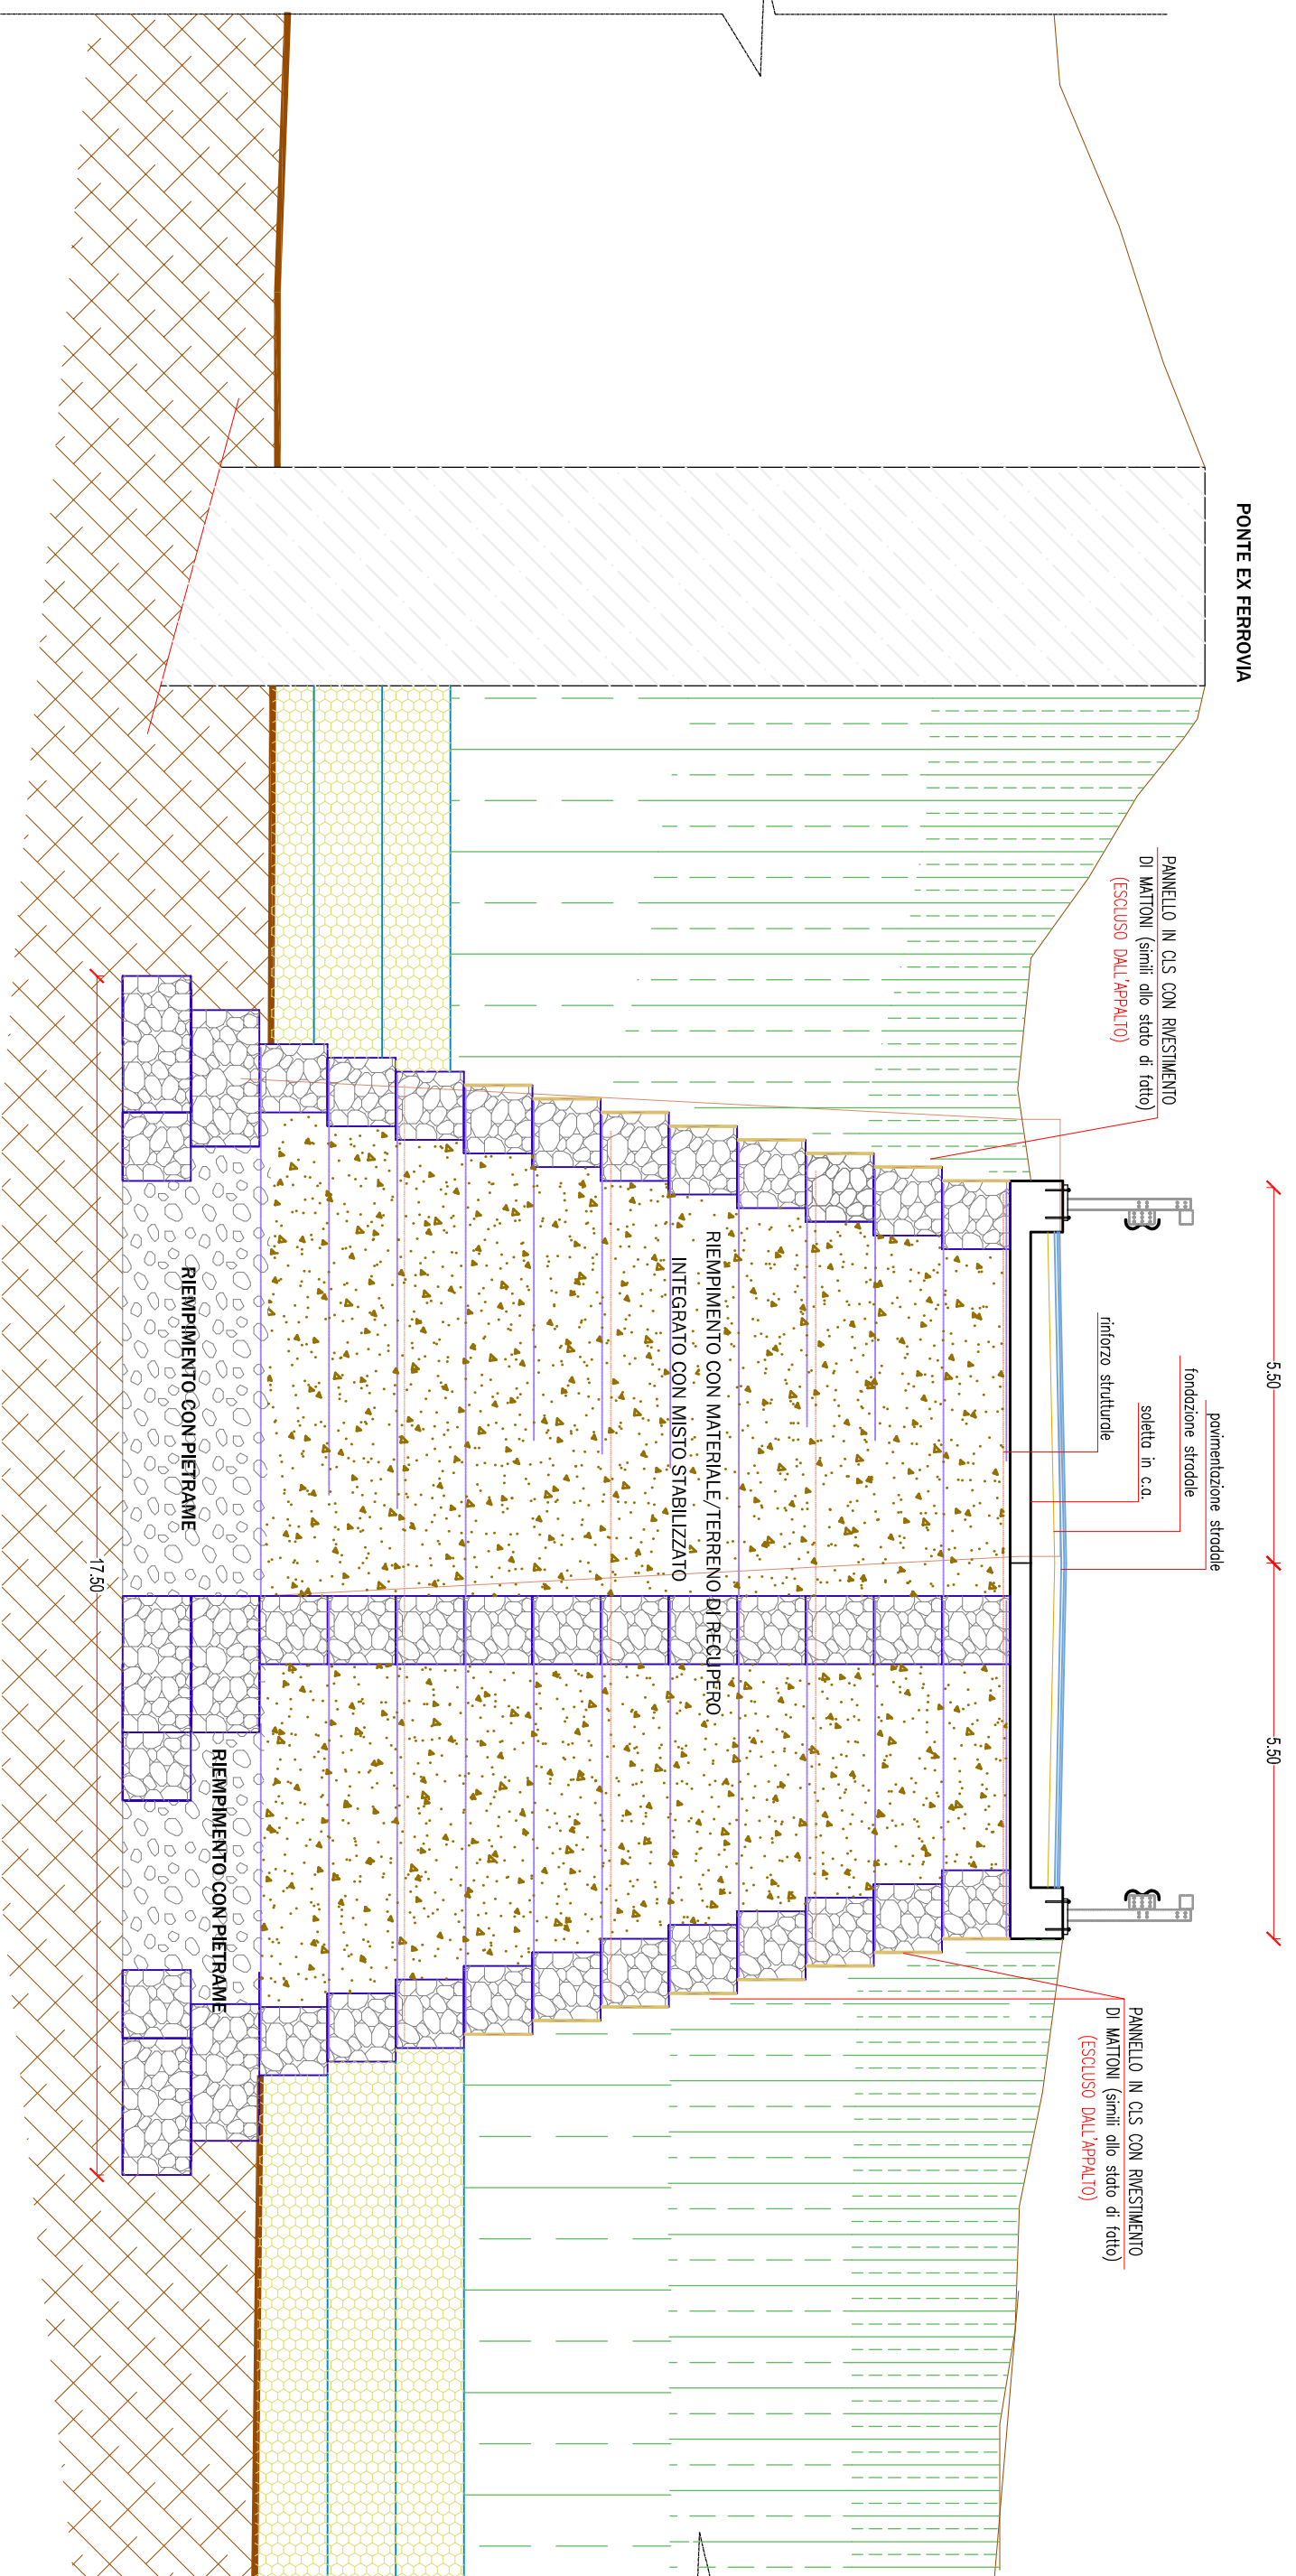 PONTE EX FERROVIA
PANNELLO IN CLS CON RIVESTIMENTO
DI MATTONI (simili allo stato di fatto)
(ESCLUSO DALL'APPALTO)
5.50
5.50
pavimentazione stradale
fondazione stradale
soletta in c.a.
rinforzo strutturale
RIEMPIMENTO CON MATERIALE/TERRENO DI RECUPERO
INTEGRATO CON MISTO STABILIZZATO
RIEMPIMENTO CON PIETRAME
RIEMPIMENTO CON PIETRAME
17.50
PANNELLO IN CLS CON RIVESTIMENTO
DI MATTONI (simili allo stato di fatto)
(ESCLUSO DALL'APPALTO)